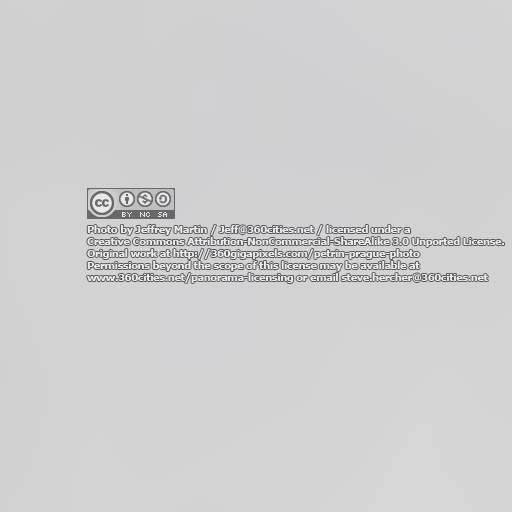 cc
BY NC SA
Photo by Jeffrey Martin / Jeff@360cities.net / licensed under a
Creative Commons Attribution-NonCommercial-ShareAlike 3.0 Unported License.
Original work at http://360gigapixels.com/petrin-prague-photo
Permissions beyond the scope of this license may be available at
www.360cities.net/panorama-licensing or email steve.hercher@360cities.net